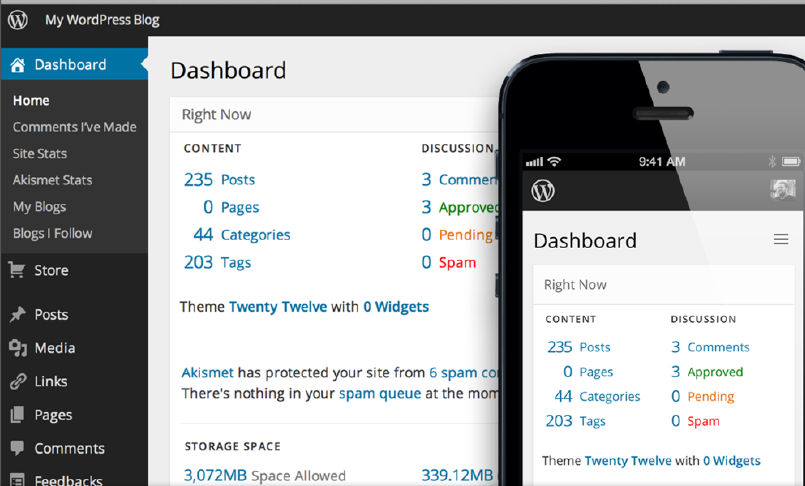 My WordPress Blog
Dashboard
Home
Comments I've Made
Site Stats
Akismet Stats
My Blogs
Blogs I Follow
Store
Posts
Media
Links
Pages
Comments
Feedbacks
Dashboard
Right Now
CONTENT
235 Posts
0 Pages
44 Categories
203 Tags
DISCUSSION
3 Commen
3 Approved
0 Pending
0 Spam
Theme Twenty Twelve with 0 Widgets
Akismet has protected your site from 6 spam co
There's nothing in your spam queue at the mom
STORAGE SPACE
3,072MB Space Allowed
339.12MB
9:41 AM
Dashboard
Right Now
CONTENT
235 Posts
0 Pages
44 Categories
203 Tags
DISCUSSION
3 Comments
3 Approved
0 Pending
0 Spam
Theme Twenty Twelve with 0 Widgets